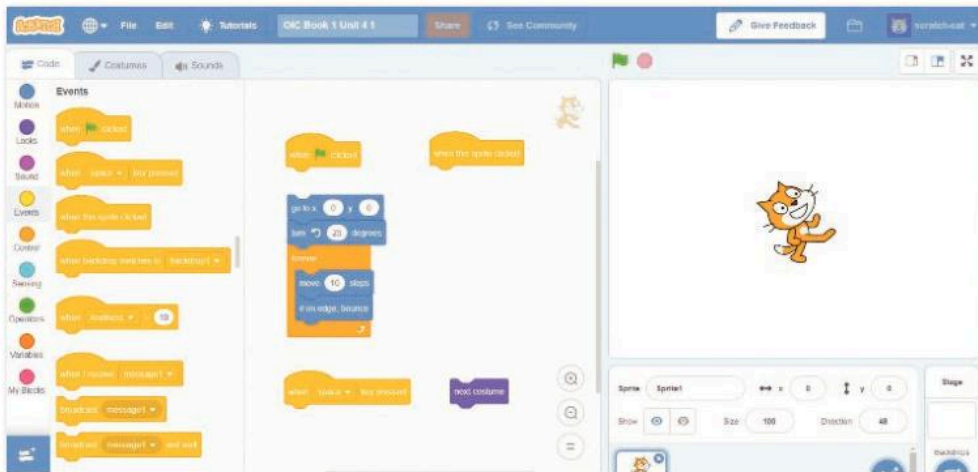 SCRATCH
File Edit Tutorials OIC Book 1 Unit 4 1 Share See Community Give Feedback scratch-cat
Code Costumes Sounds
Motion
Looks
Sound
Events
Control
Sensing
Operators
Variables
My Blocks
Events
when clicked
when space key pressed
when this sprite clicked
when backdrop switches to backdrop1
when loudness > 10
when I receive message1
broadcast message1
broadcast message1 and wait
when clicked
when this sprite clicked
go to x 0 y 0
turn 25 degrees
forever
move 10 steps
if on edge, bounce
when space key pressed
next costume
Sprite Sprite1 x 0 y 0
Show Size 100 Direction 48
Stage
Backdrops